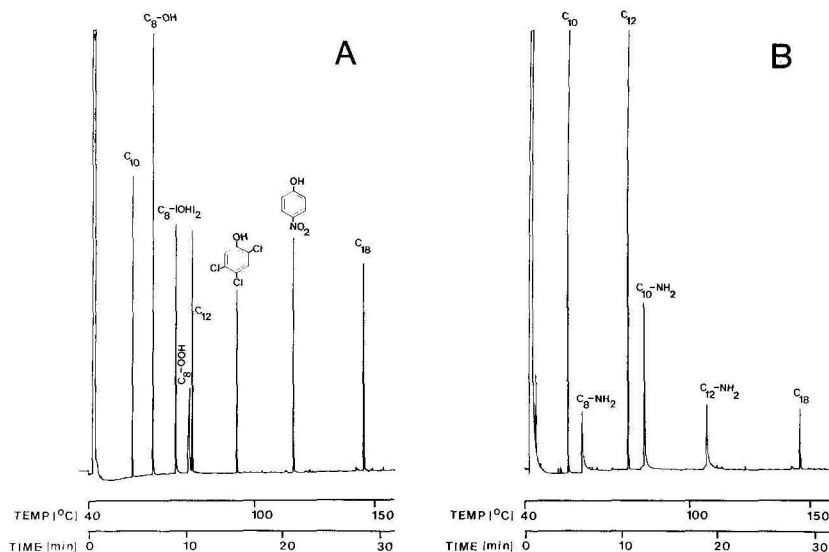 A
C8-OH
C10
C8-(OH)2
C12
C8-OOH
OH
Cl
Cl
Cl
OH
NO2
C18
TEMP [°C] 40 100 150
TIME [min] 0 10 20 30
B
C10
C12
C10-NH2
C8-NH2
C12-NH2
C18
TEMP [°C] 40 100 150
TIME [min] 0 10 20 30